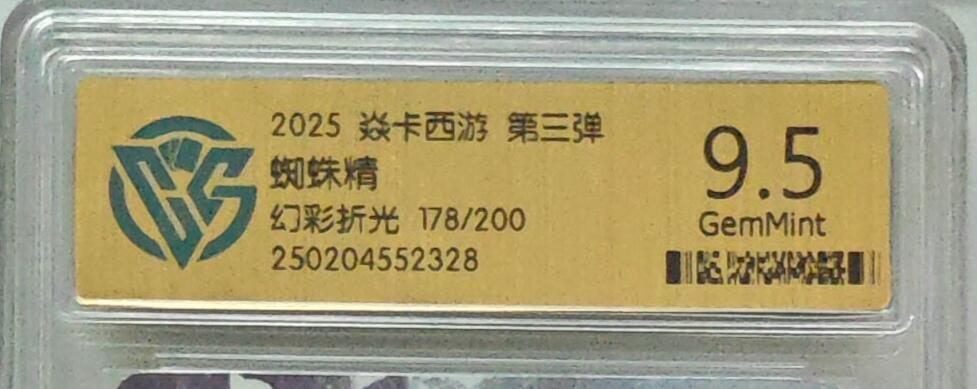 2025 焱卡西游 第三弹
蜘蛛精
幻彩折光 178/200
250204552328
9.5
GemMint